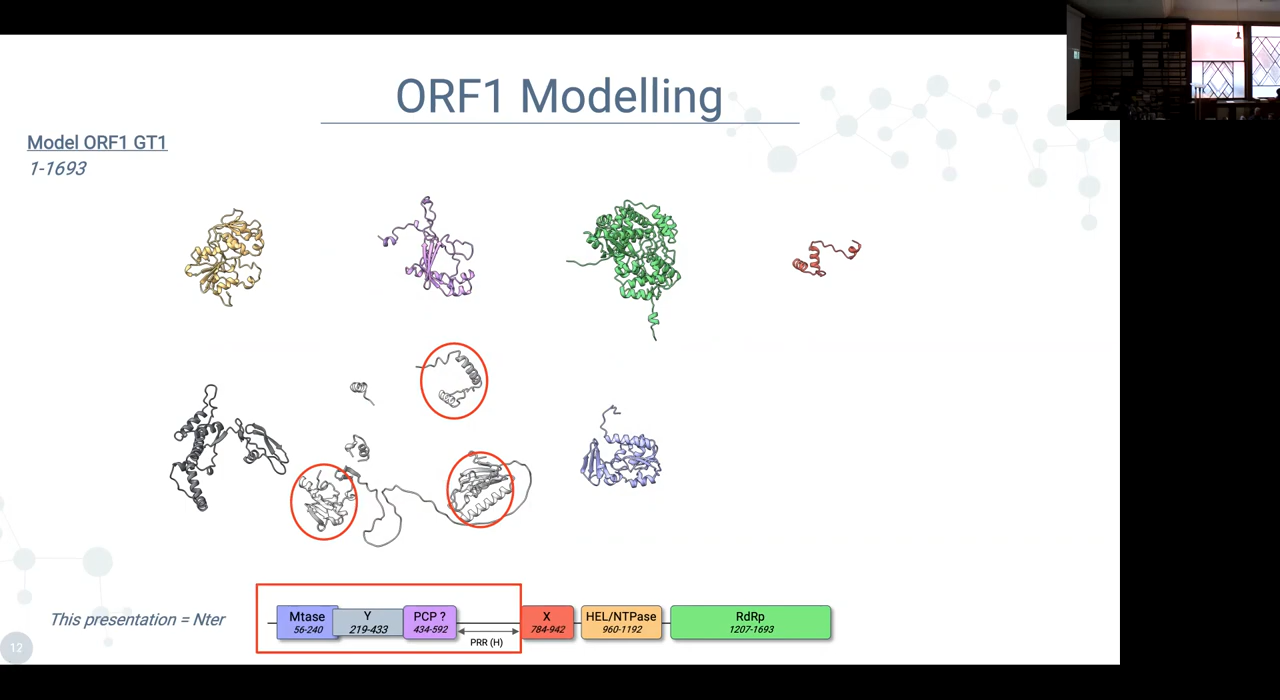 ORF1 Modelling
Model ORF1 GT1
1-1693
This presentation = Nter
Mtase
56-240
Y
219-433
PCP ?
434-592
PRR (H)
X
784-942
HEL/NTPase
960-1192
RdRp
1207-1693
12